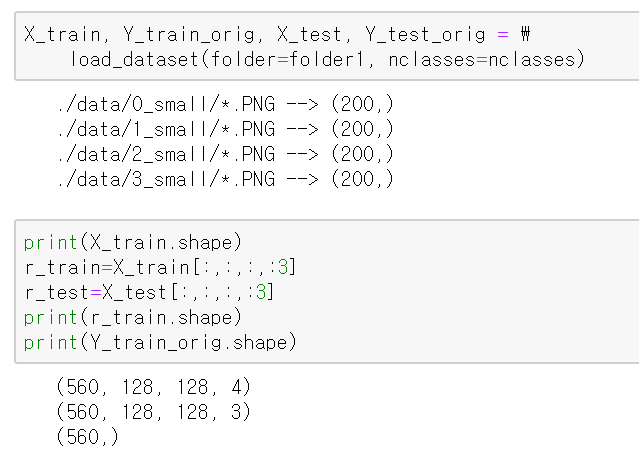 X_train, Y_train_orig, X_test, Y_test_orig = ₩
load_dataset(folder=folder1, nclasses=nclasses)
./data/0_small/*.PNG --> (200,)
./data/1_small/*.PNG --> (200,)
./data/2_small/*.PNG --> (200,)
./data/3_small/*.PNG --> (200,)
print(X_train.shape)
r_train=X_train[:,:,:,:3]
r_test=X_test[:,:,:,:3]
print(r_train.shape)
print(Y_train_orig.shape)
(560, 128, 128, 4)
(560, 128, 128, 3)
(560,)